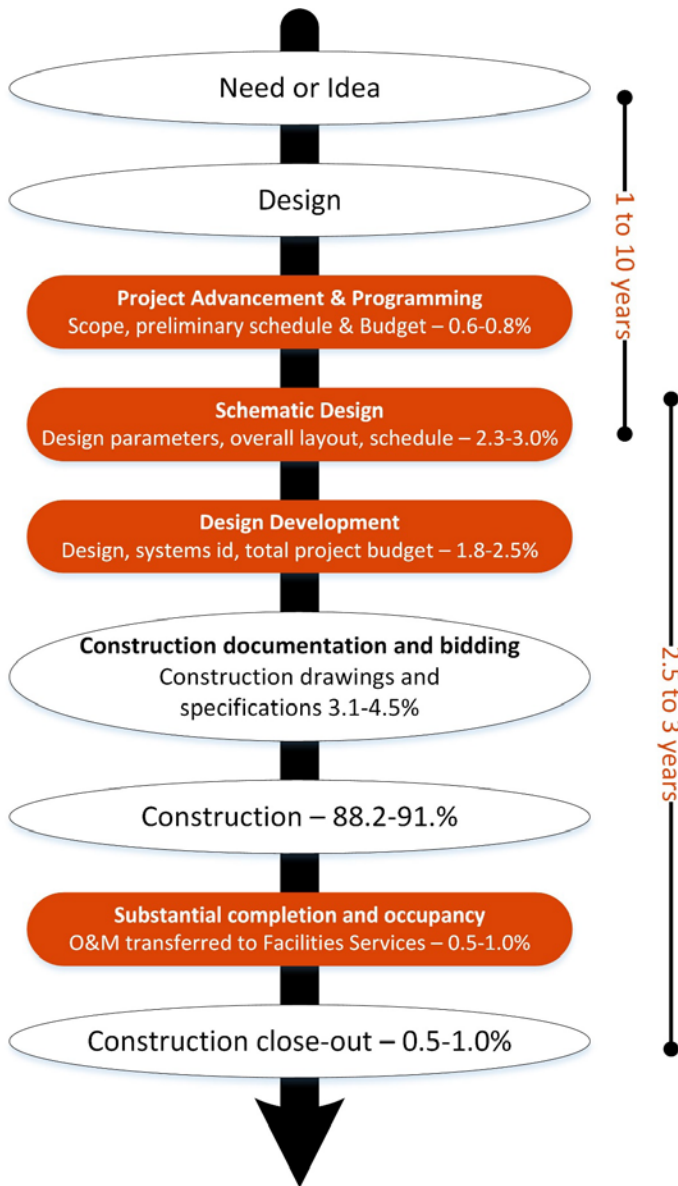 Need or Idea
Design
Project Advancement & Programming
Scope, preliminary schedule & Budget – 0.6-0.8%
Schematic Design
Design parameters, overall layout, schedule – 2.3-3.0%
Design Development
Design, systems id, total project budget – 1.8-2.5%
Construction documentation and bidding
Construction drawings and
specifications 3.1-4.5%
Construction – 88.2-91.%
Substantial completion and occupancy
O&M transferred to Facilities Services – 0.5-1.0%
Construction close-out – 0.5-1.0%
1 to 10 years
2.5 to 3 years